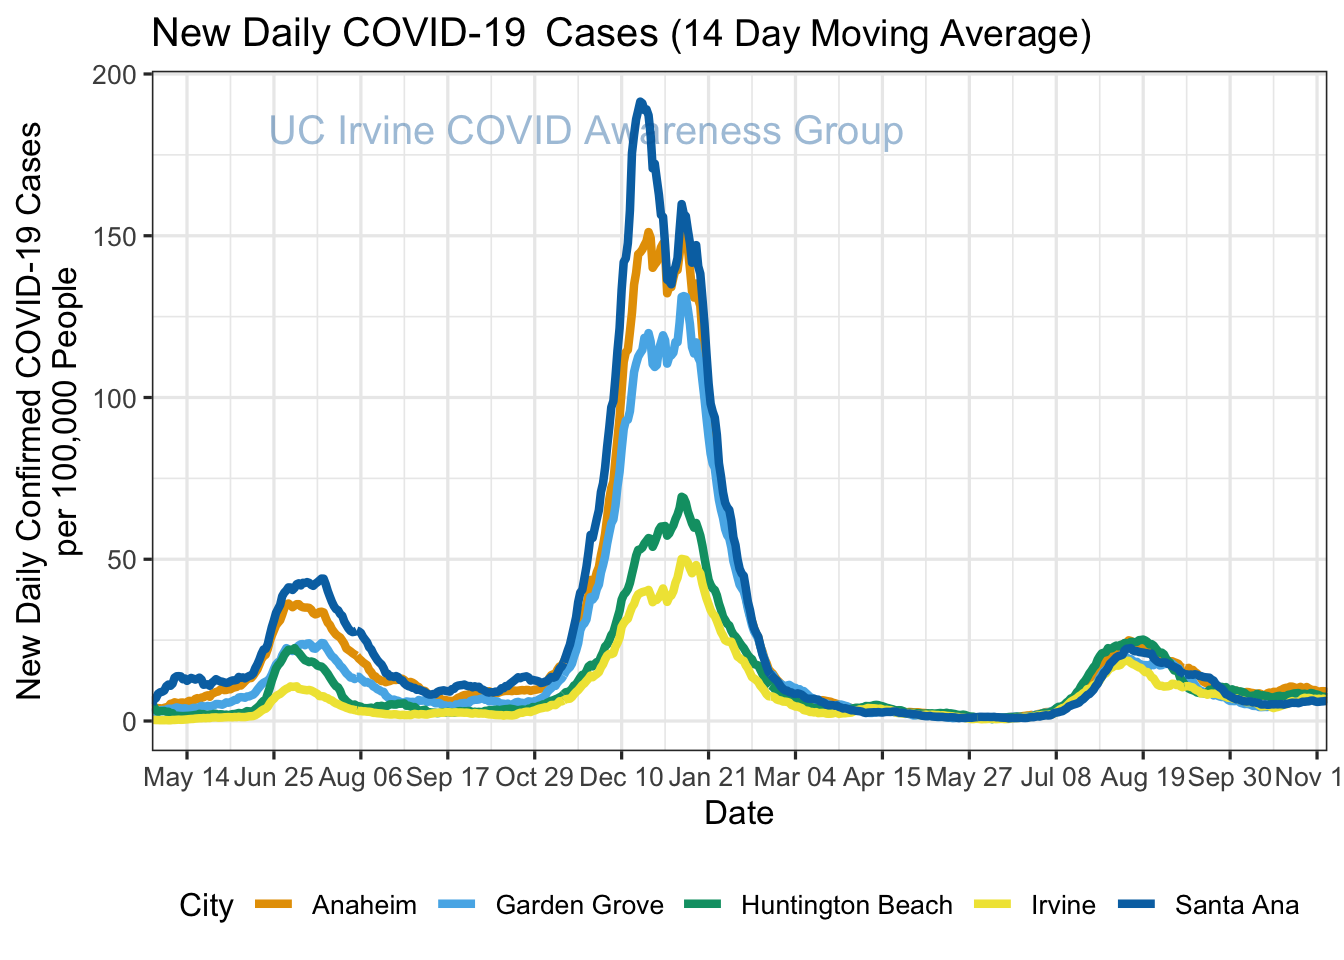 New Daily COVID-19  Cases (14 Day Moving Average)
UC Irvine COVID Awareness Group
New Daily Confirmed COVID-19 Cases
per 100,000 People
200
150
100
50
0
May 14 Jun 25 Aug 06 Sep 17 Oct 29 Dec 10 Jan 21 Mar 04 Apr 15 May 27 Jul 08 Aug 19 Sep 30 Nov 1
Date
City Anaheim Garden Grove Huntington Beach Irvine Santa Ana